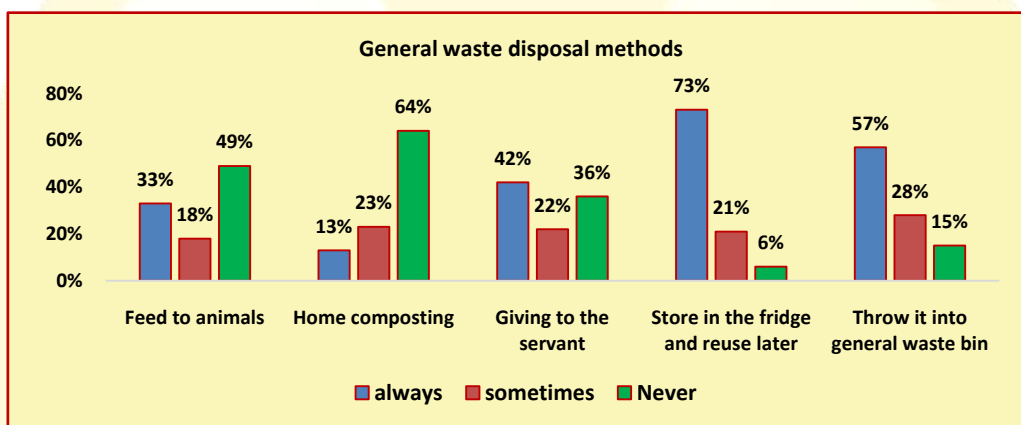 General waste disposal methods
80%
60%
40%
20%
0%
33%
18%
49%
13%
23%
64%
42%
22%
36%
73%
21%
6%
57%
28%
15%
Feed to animals
Home composting
Giving to the
servant
Store in the fridge
and reuse later
Throw it into
general waste bin
always
sometimes
Never